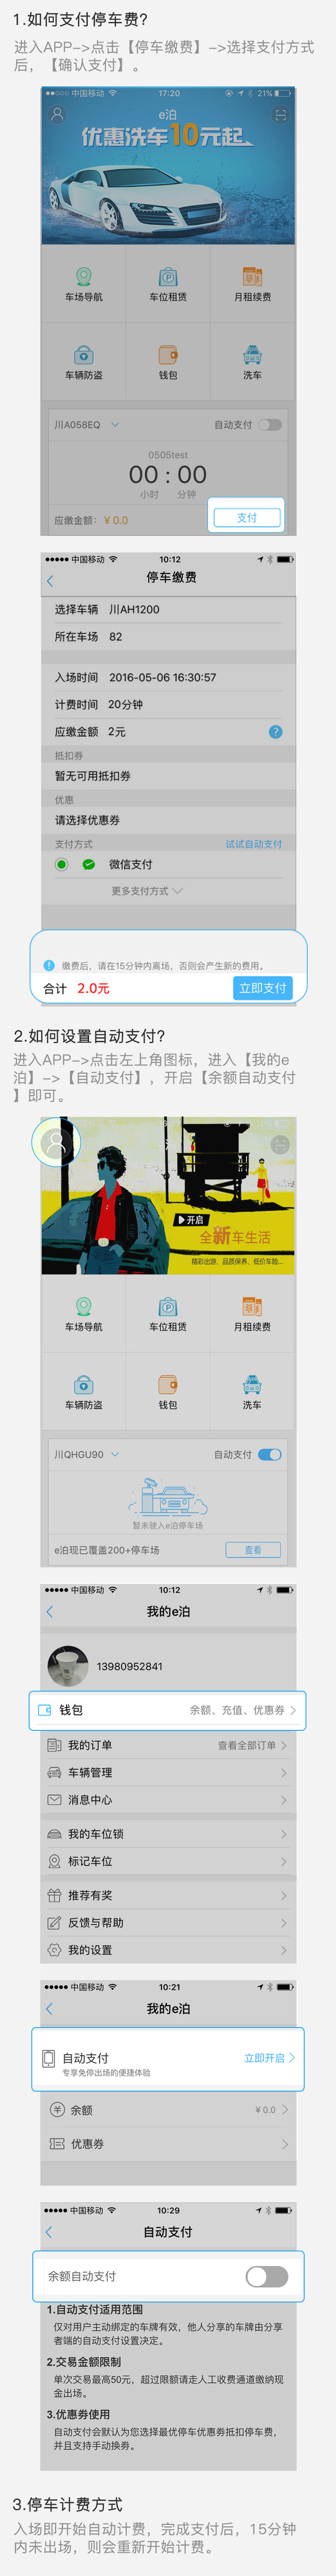 1.如何支付停车费?
进入APP->点击【停车缴费】->选择支付方式
后，【确认支付】。
中国移动 17:20 21%
e泊
优惠洗车10元起
车场导航 车位租赁 月租续费
车辆防盗 钱包 洗车
川A058EQ 自动支付
0505test
00 : 00
小时 分钟
应缴金额: ¥ 0.0 支付
中国移动 10:12
停车缴费
选择车辆 川AH1200
所在车场 82
入场时间 2016-05-06 16:30:57
计费时间 20分钟
应缴金额 2元 ?
抵扣券
暂无可用抵扣券
优惠
请选择优惠券
支付方式 试试自动支付
微信支付
更多支付方式
缴费后，请在15分钟内离场，否则会产生新的费用。
合计 2.0元 立即支付
2.如何设置自动支付?
进入APP->点击左上角图标，进入【我的e
泊】->【自动支付】，开启【余额自动支付
】即可。
开启
全新车生活
精彩出游、品质保养、低价车险...
车场导航 车位租赁 月租续费
车辆防盗 钱包 洗车
川QHGU90 自动支付
暂未驶入e泊停车场
e泊现已覆盖200+停车场 查看
中国移动 10:12
我的e泊
13980952841
钱包 余额、充值、优惠券
我的订单 查看全部订单
车辆管理
消息中心
我的车位锁
标记车位
推荐有奖
反馈与帮助
我的设置
中国移动 10:21
我的e泊
自动支付 立即开启
专享免停出场的便捷体验
余额 ¥ 0.0
优惠券
中国移动 10:29
自动支付
余额自动支付
1.自动支付适用范围
仅对用户主动绑定的车牌有效，他人分享的车牌由分享
者端的自动支付设置决定。
2.交易金额限制
单次交易最高50元，超过限额请走人工收费通道缴纳现
金出场。
3.优惠券使用
自动支付会默认为您选择最优停车优惠券抵扣停车费，
并且支持手动换券。
3.停车计费方式
入场即开始自动计费，完成支付后，15分钟
内未出场，则会重新开始计费。